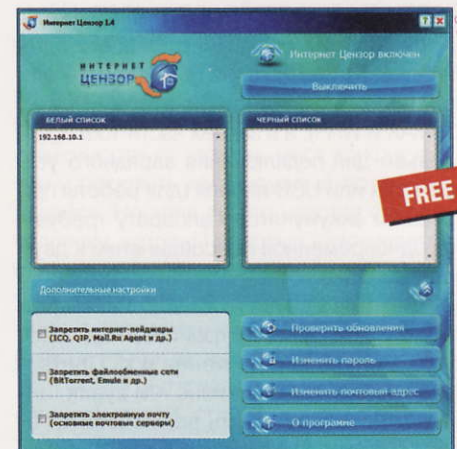 Интернет Цензор 1.4
ИНТЕРНЕТ
ЦЕНЗОР
Интернет Цензор включен
Выключить
БЕЛЫЙ СПИСОК
192.168.10.1
ЧЕРНЫЙ СПИСОК
FREE
Дополнительные настройки
Запретить интернет-пейджеры
(ICQ, QIP, Mail.Ru Agent и др.)
Запретить файлообменные сети
(BitTorrent, Emule и др.)
Запретить электронную почту
(основные почтовые серверы)
Проверить обновления
Изменить пароль
Изменить почтовый адрес
О программе